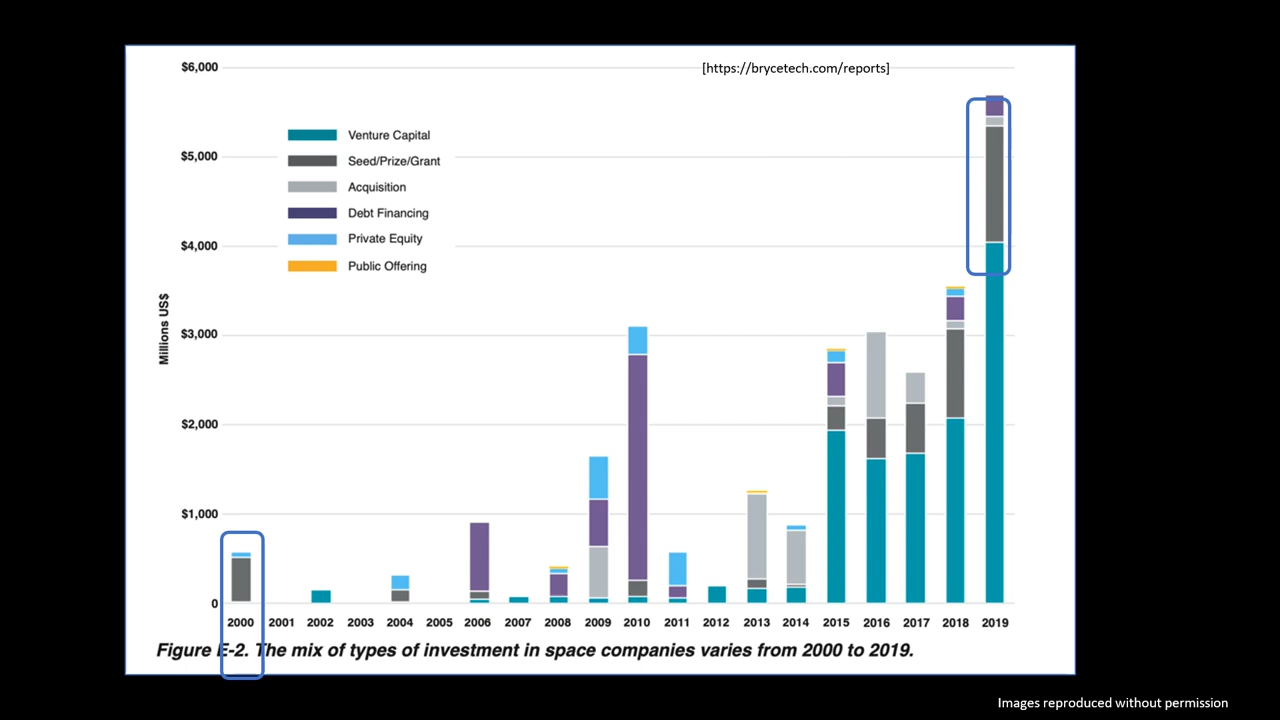 $6,000
[https://brycetech.com/reports]
Venture Capital
$5,000
Seed/Prize/Grant
Acquisition
Debt Financing
Private Equity
$4,000
Public Offering
Millions US$
$3,000
$2,000
$1,000
0
2000 2001 2002 2003 2004 2005 2006 2007 2008 2009 2010 2011 2012 2013 2014 2015 2016 2017 2018 2019
Figure E-2. The mix of types of investment in space companies varies from 2000 to 2019.
Images reproduced without permission